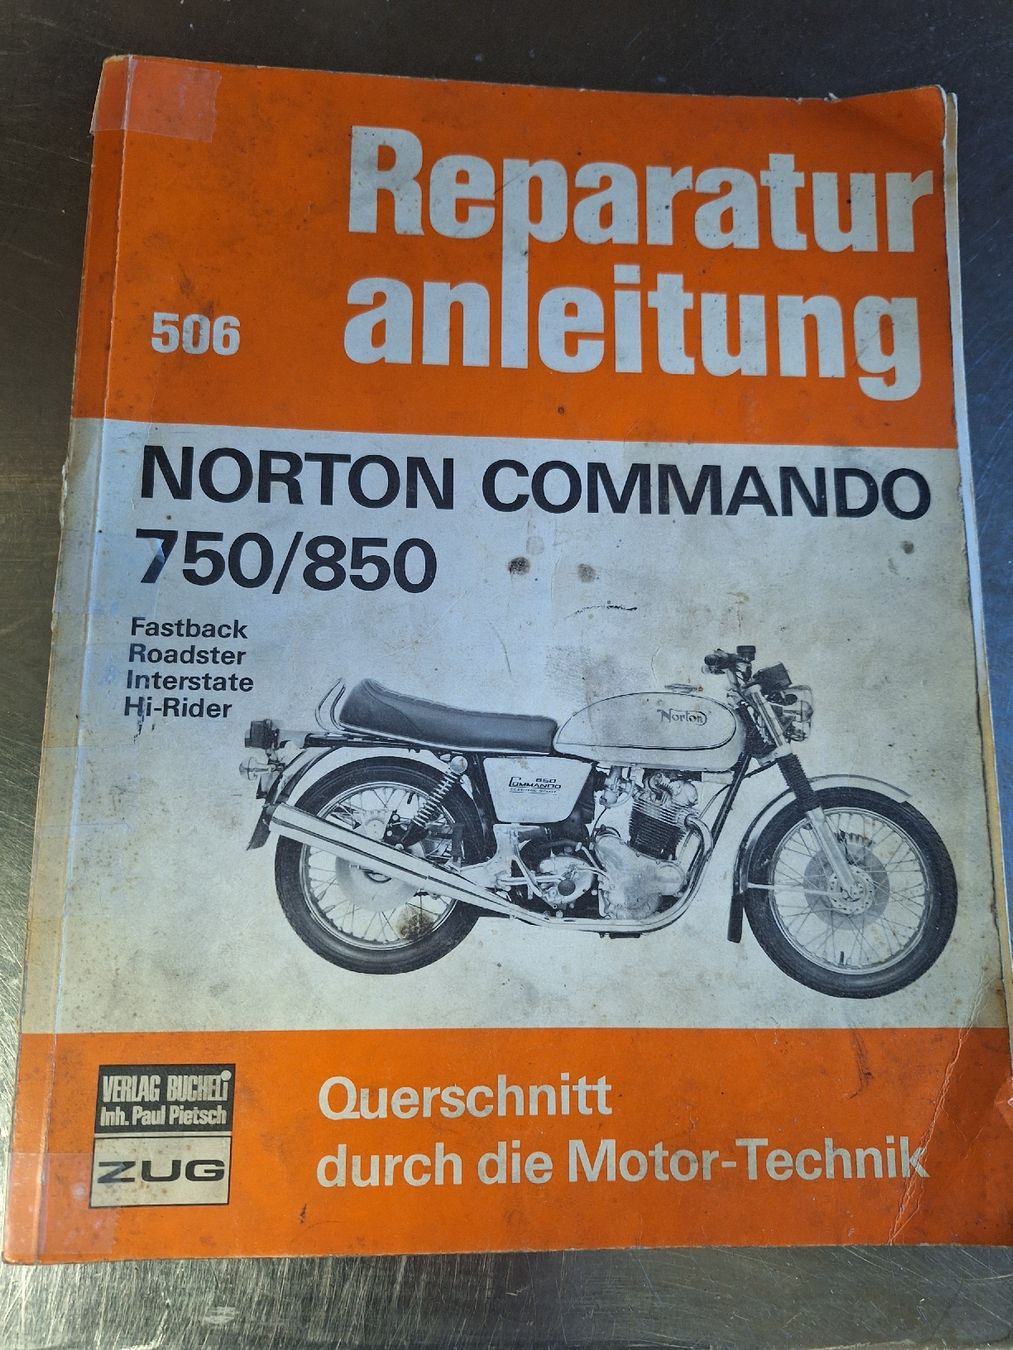 Reparatur
anleitung
506
NORTON COMMANDO
750/850
Fastback
Roadster
Interstate
Hi-Rider
Norton
850
COMMANDO
VERLAG BUCHELI
Inh. Paul Pietsch
ZUG
Querschnitt
durch die Motor-Technik